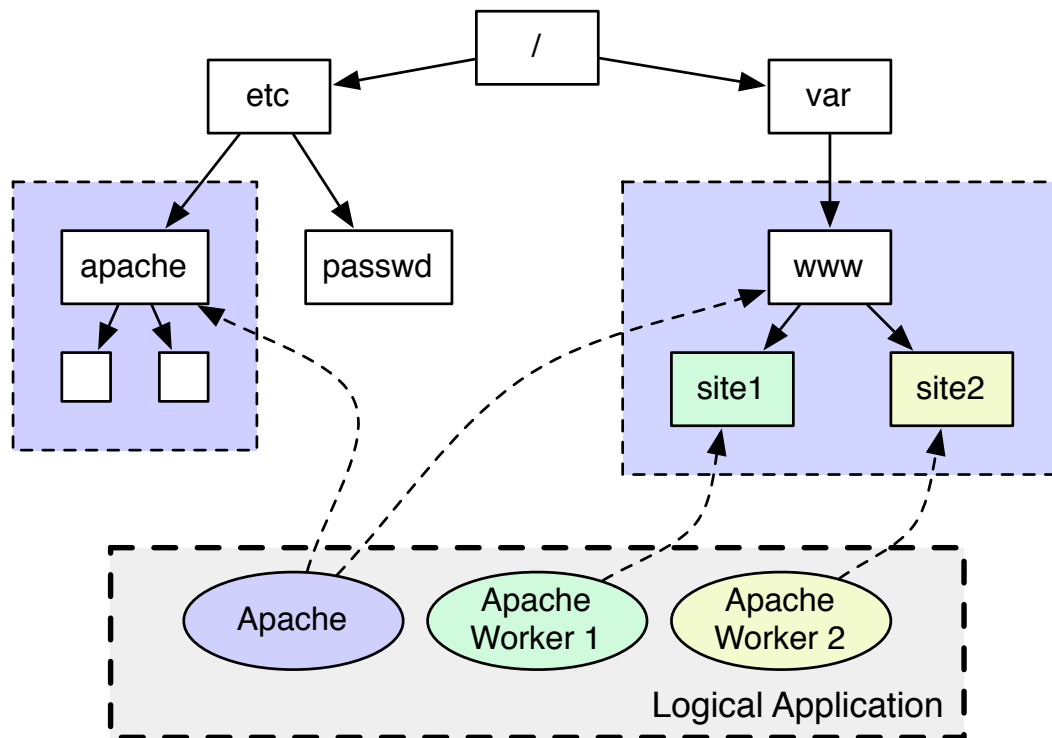 /
etc
var
apache
passwd
www
site1
site2
Apache
Apache
Worker 1
Apache
Worker 2
Logical Application